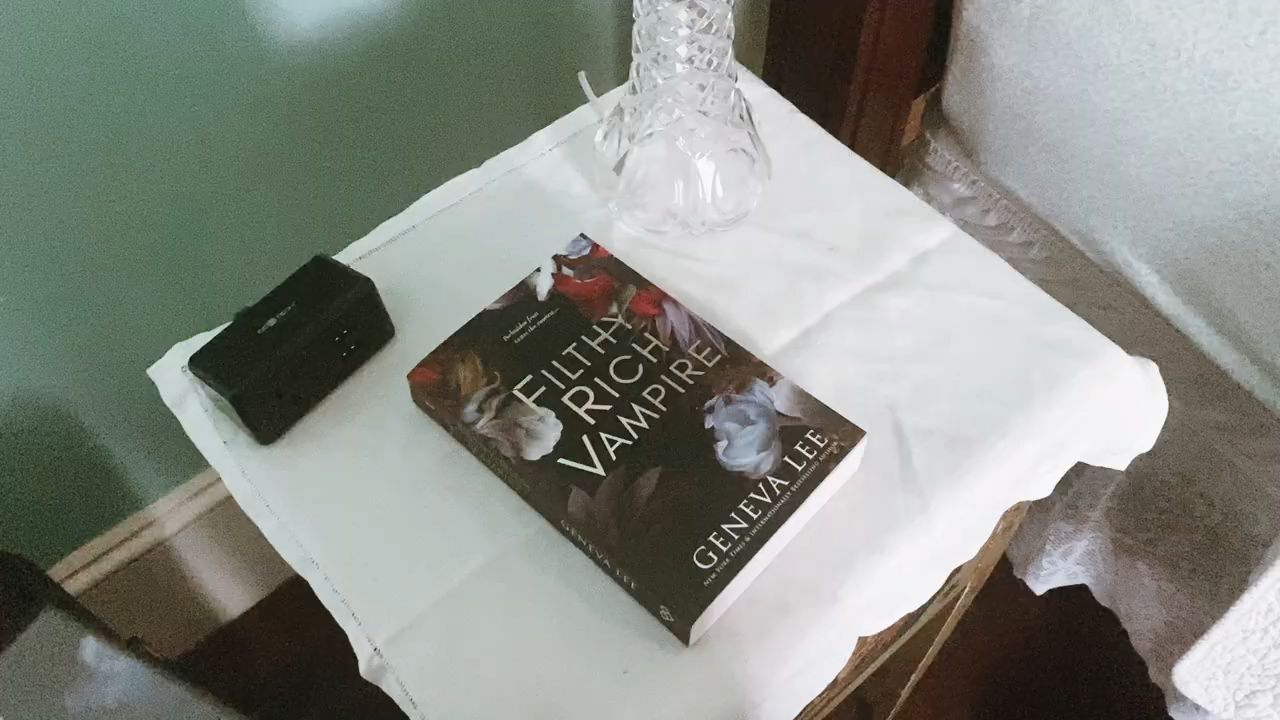 FILTHY
RICH
VAMPIRE
GENEVA LEE
NEW YORK TIMES & INTERNATIONALLY BESTSELLING AUTHOR
GENEVA LEE